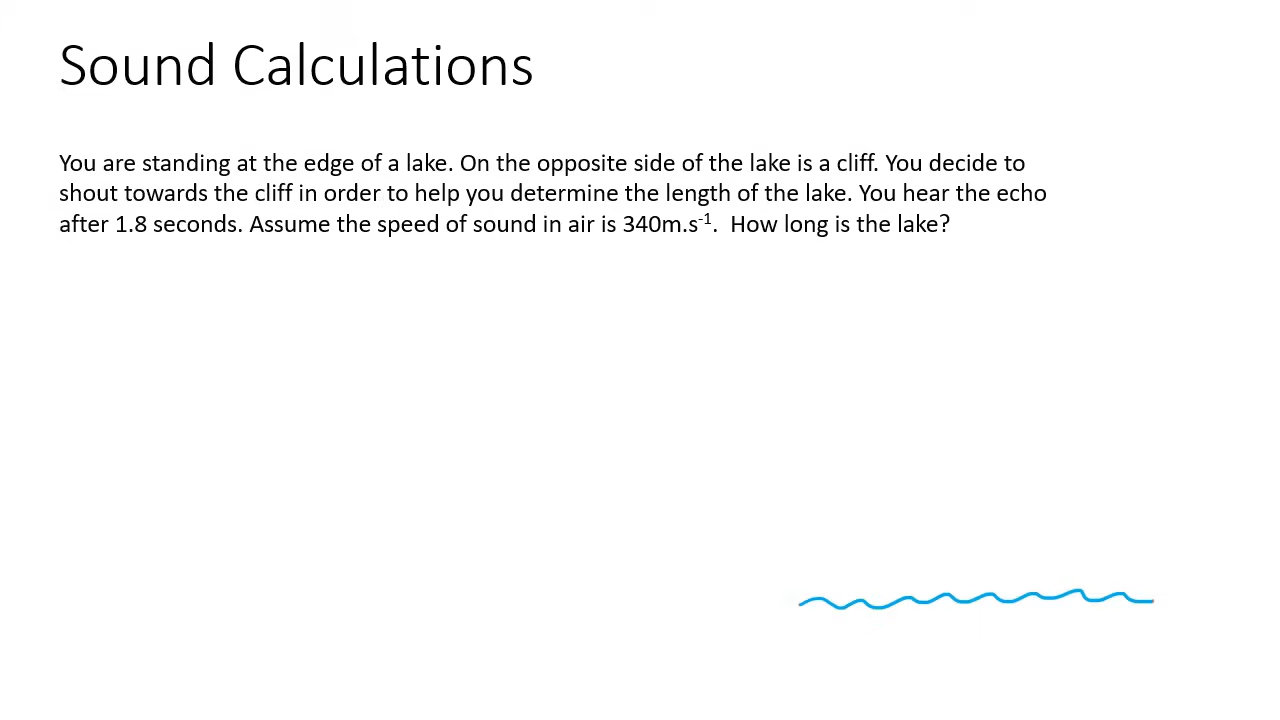 Sound Calculations
You are standing at the edge of a lake. On the opposite side of the lake is a cliff. You decide to
shout towards the cliff in order to help you determine the length of the lake. You hear the echo
after 1.8 seconds. Assume the speed of sound in air is 340m.s⁻¹.  How long is the lake?